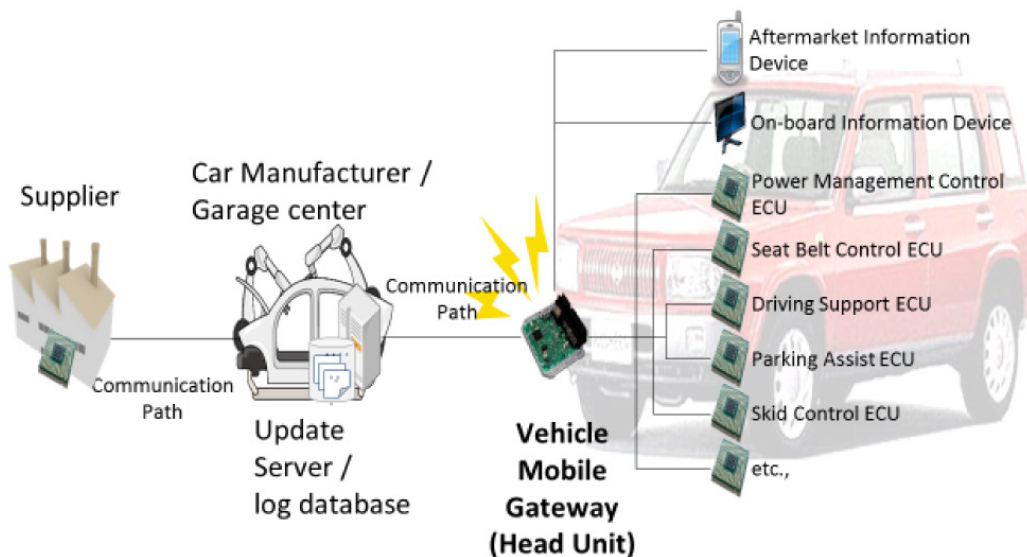 Supplier
Communication
Path
Car Manufacturer /
Garage center
Update
Server /
log database
Communication
Path
Vehicle
Mobile
Gateway
(Head Unit)
Aftermarket Information
Device
On-board Information Device
Power Management Control
ECU
Seat Belt Control ECU
Driving Support ECU
Parking Assist ECU
Skid Control ECU
etc.,